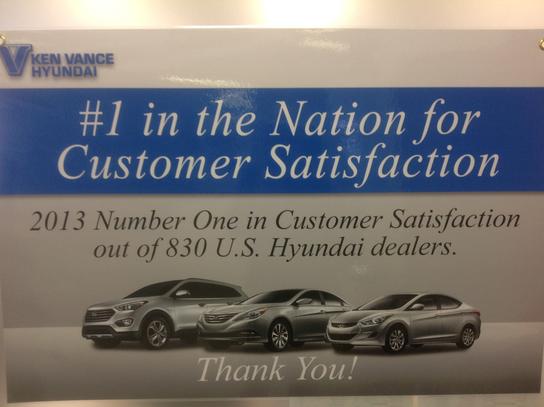 KEN VANCE
HYUNDAI
#1 in the Nation for
Customer Satisfaction
2013 Number One in Customer Satisfaction
out of 830 U.S. Hyundai dealers.
Thank You!